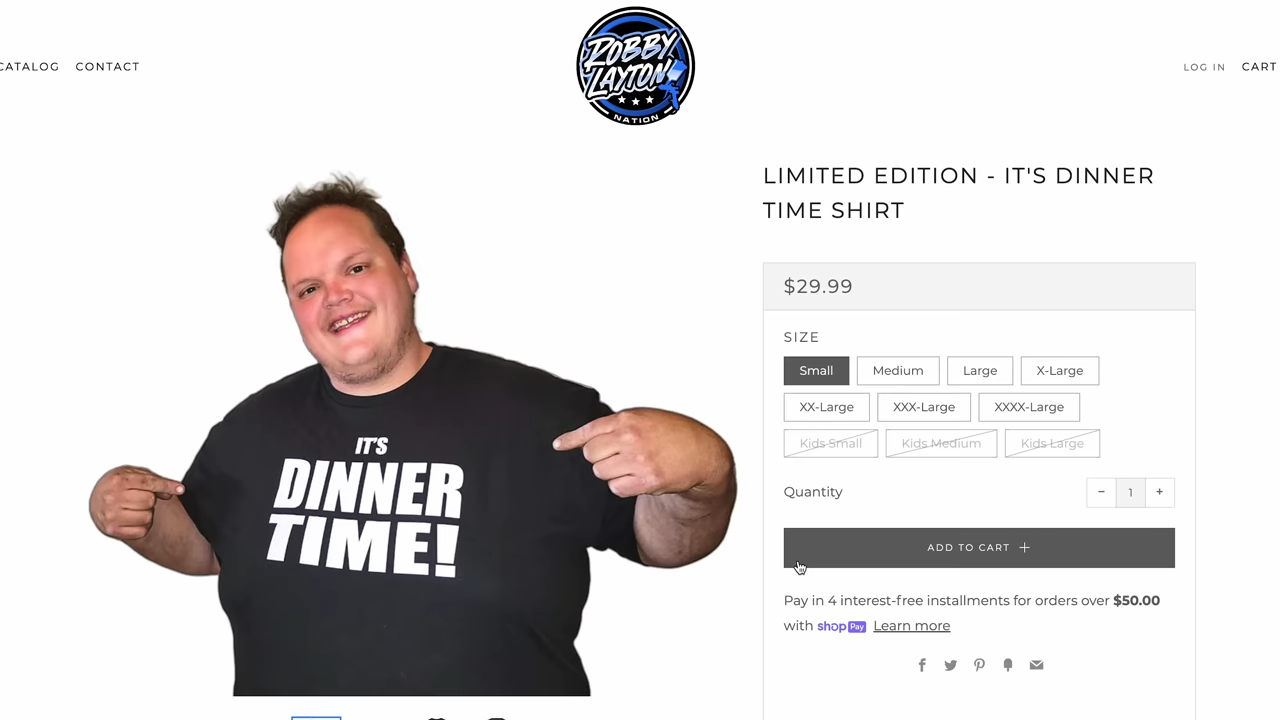 CATALOG CONTACT
ROBBY
LAYTON
NATION
LOG IN CART
LIMITED EDITION - IT'S DINNER
TIME SHIRT
IT'S
DINNER
TIME!
$29.99
SIZE
Small Medium Large X-Large
XX-Large XXX-Large XXXX-Large
Kids Small Kids Medium Kids Large
Quantity − 1 +
ADD TO CART +
Pay in 4 interest-free installments for orders over $50.00
with shop Pay Learn more